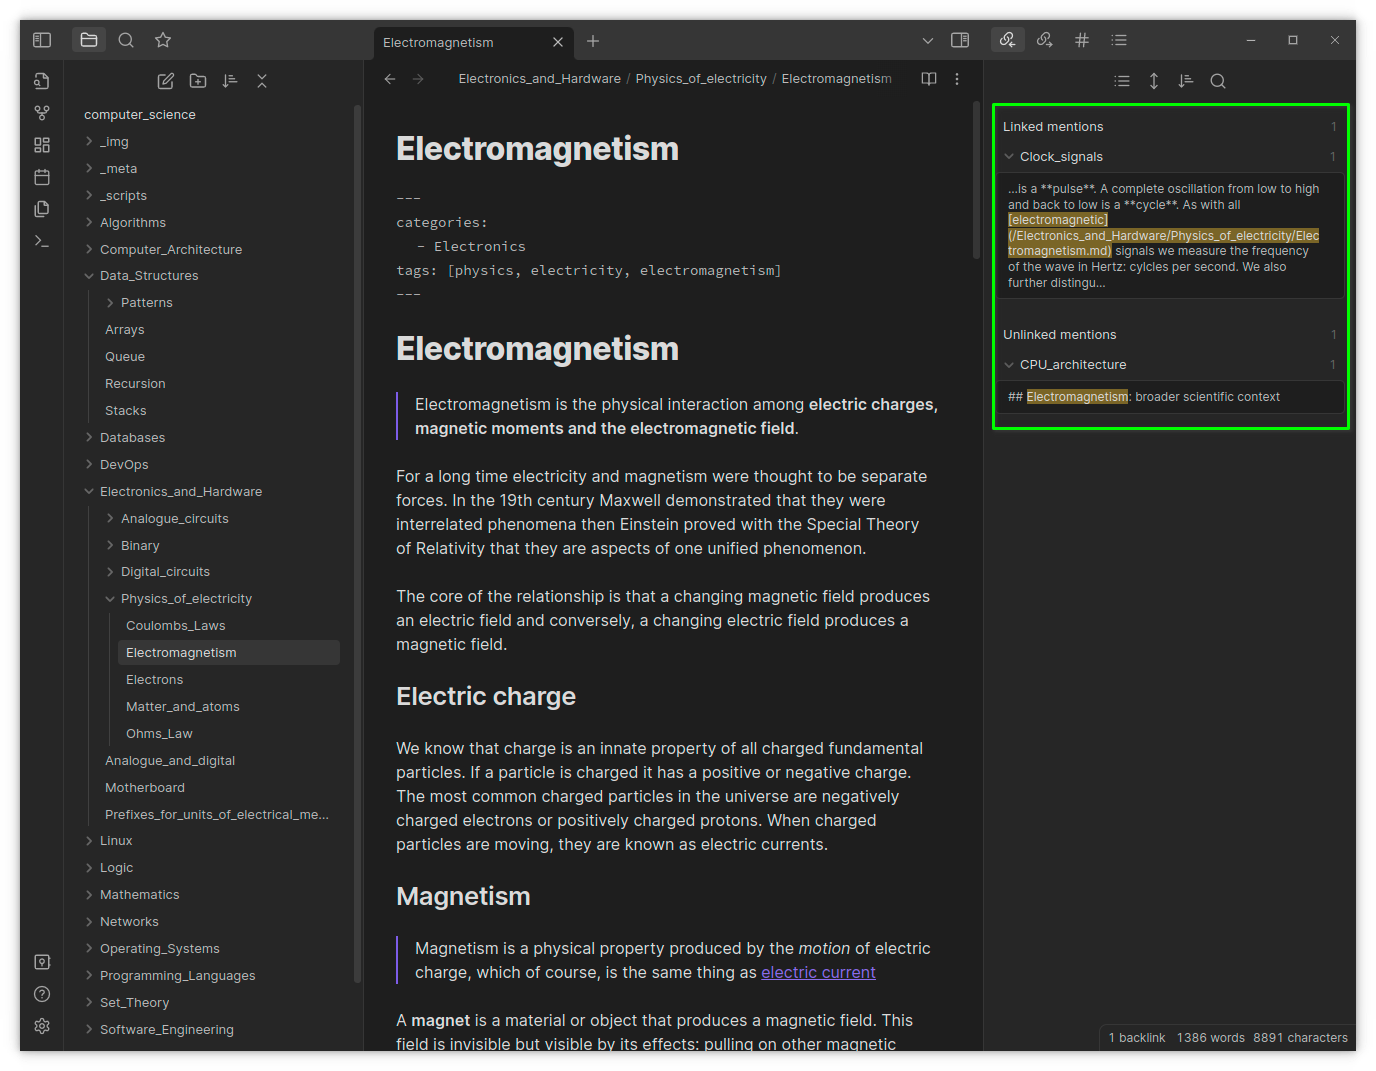 Electromagnetism
computer_science
_img
_meta
_scripts
Algorithms
Computer_Architecture
Data_Structures
Patterns
Arrays
Queue
Recursion
Stacks
Databases
DevOps
Electronics_and_Hardware
Analogue_circuits
Binary
Digital_circuits
Physics_of_electricity
Coulombs_Laws
Electromagnetism
Electrons
Matter_and_atoms
Ohms_Law
Analogue_and_digital
Motherboard
Prefixes_for_units_of_electrical_me...
Linux
Logic
Mathematics
Networks
Operating_Systems
Programming_Languages
Set_Theory
Software_Engineering
Electronics_and_Hardware / Physics_of_electricity / Electromagnetism
Electromagnetism
---
categories:
- Electronics
tags: [physics, electricity, electromagnetism]
---
Electromagnetism
Electromagnetism is the physical interaction among electric charges,
magnetic moments and the electromagnetic field.
For a long time electricity and magnetism were thought to be separate
forces. In the 19th century Maxwell demonstrated that they were
interrelated phenomena then Einstein proved with the Special Theory
of Relativity that they are aspects of one unified phenomenon.
The core of the relationship is that a changing magnetic field produces
an electric field and conversely, a changing electric field produces a
magnetic field.
Electric charge
We know that charge is an innate property of all charged fundamental
particles. If a particle is charged it has a positive or negative charge.
The most common charged particles in the universe are negatively
charged electrons or positively charged protons. When charged
particles are moving, they are known as electric currents.
Magnetism
Magnetism is a physical property produced by the motion of electric
charge, which of course, is the same thing as electric current
A magnet is a material or object that produces a magnetic field. This
field is invisible but visible by its effects: pulling on other magnetic
Linked mentions 1
Clock_signals 1
...is a **pulse**. A complete oscillation from low to high
and back to low is a **cycle**. As with all
[electromagnetic]
(/Electronics_and_Hardware/Physics_of_electricity/Elec
tromagnetism.md) signals we measure the frequency
of the wave in Hertz: cylcles per second. We also
further distingu...
Unlinked mentions 1
CPU_architecture 1
## Electromagnetism: broader scientific context
1 backlink 1386 words 8891 characters